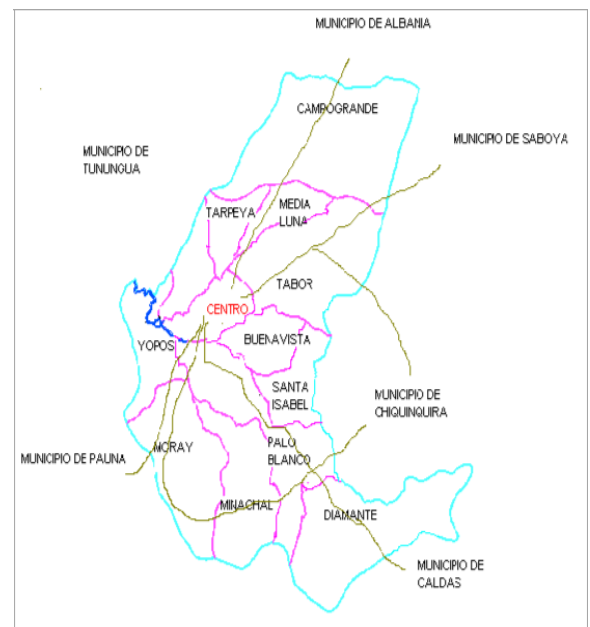 MUNICIPIO DE ALBANIA
CAMPOGRANDE
MUNICIPIO DE SABOYA
MUNICIPIO DE
TUNUNGUA
TARPEYA
MEDIA
LUNA
TABOR
CENTRO
YOPOS
BUENAVISTA
SANTA
ISABEL
MUNICIPIO DE
CHIQUINQUIRA
MORAY
PALO
BLANCO
MUNICIPIO DE PAUNA
MINACHAL
DIAMANTE
MUNICIPIO DE
CALDAS